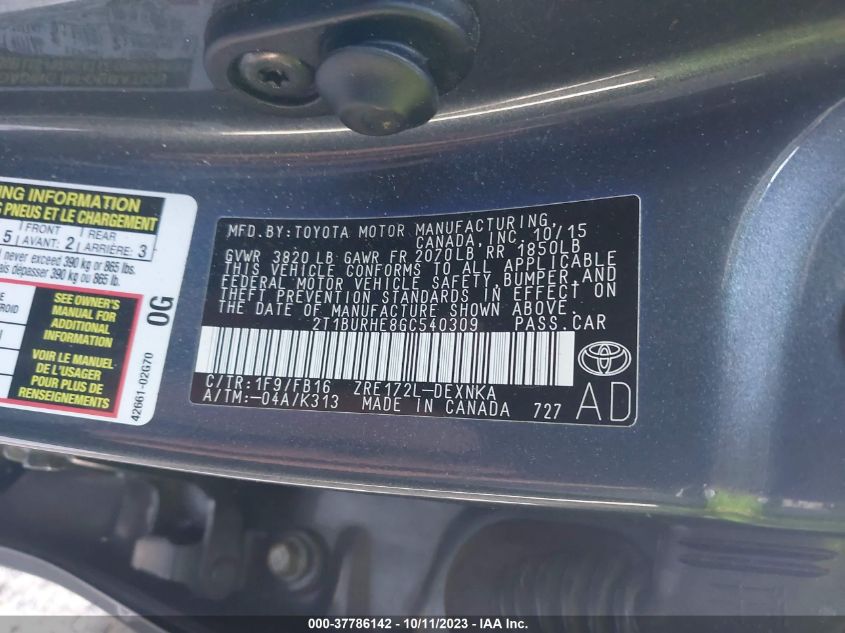 NG INFORMATION
S PNEUS ET LE CHARGEMENT
5 FRONT AVANT: 2 REAR ARRIÈRE: 3
never exceed 390 kg or 865 lbs.
ais dépasser 390 kg ou 865 lb.
SEE OWNER'S
MANUAL FOR
ADDITIONAL
INFORMATION
VOIR LE MANUEL
DE L'USAGER
POUR PLUS DE
RENSEIGNEMENTS
0G
42661-02G70
MFD. BY: TOYOTA MOTOR MANUFACTURING,
CANADA, INC. 10/15
GVWR 3820 LB GAWR FR 2070LB RR 1850LB
THIS VEHICLE CONFORMS TO ALL APPLICABLE
FEDERAL MOTOR VEHICLE SAFETY, BUMPER, AND
THEFT PREVENTION STANDARDS IN EFFECT ON
THE DATE OF MANUFACTURE SHOWN ABOVE.
2T1BURHE8GC540309 PASS.CAR
C/TR: 1F9/FB16 ZRE172L-DEXNKA
A/TM: -04A/K313 MADE IN CANADA 727
AD
000-37786142 - 10/11/2023 - IAA Inc.